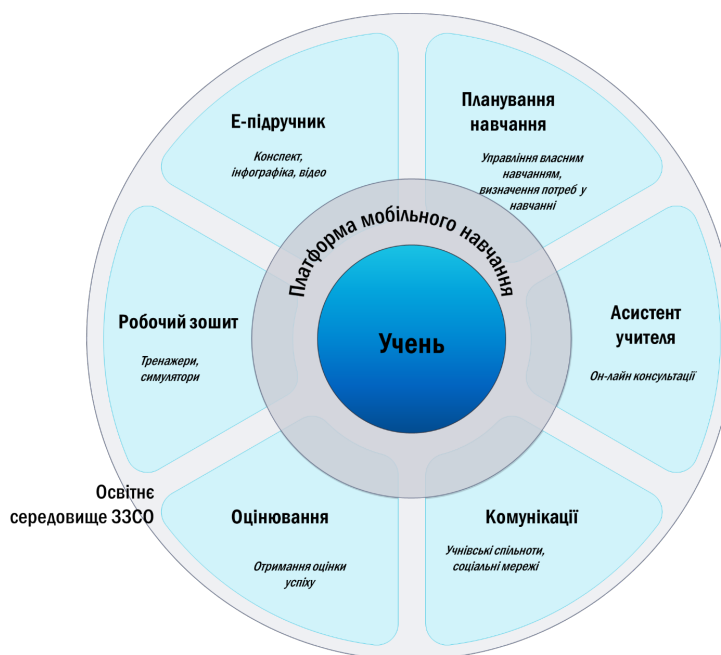 Е-підручник
Конспект,
інфографіка, відео
Планування
навчання
Управління власним
навчанням,
визначення потреб у
навчанні
Платформа мобільного навчання
Робочий зошит
Тренажери,
симулятори
Учень
Асистент
учителя
Он-лайн консультації
Освітнє
середовище ЗЗСО
Оцінювання
Отримання оцінки
успіху
Комунікації
Учнівські спільноти,
соціальні мережі